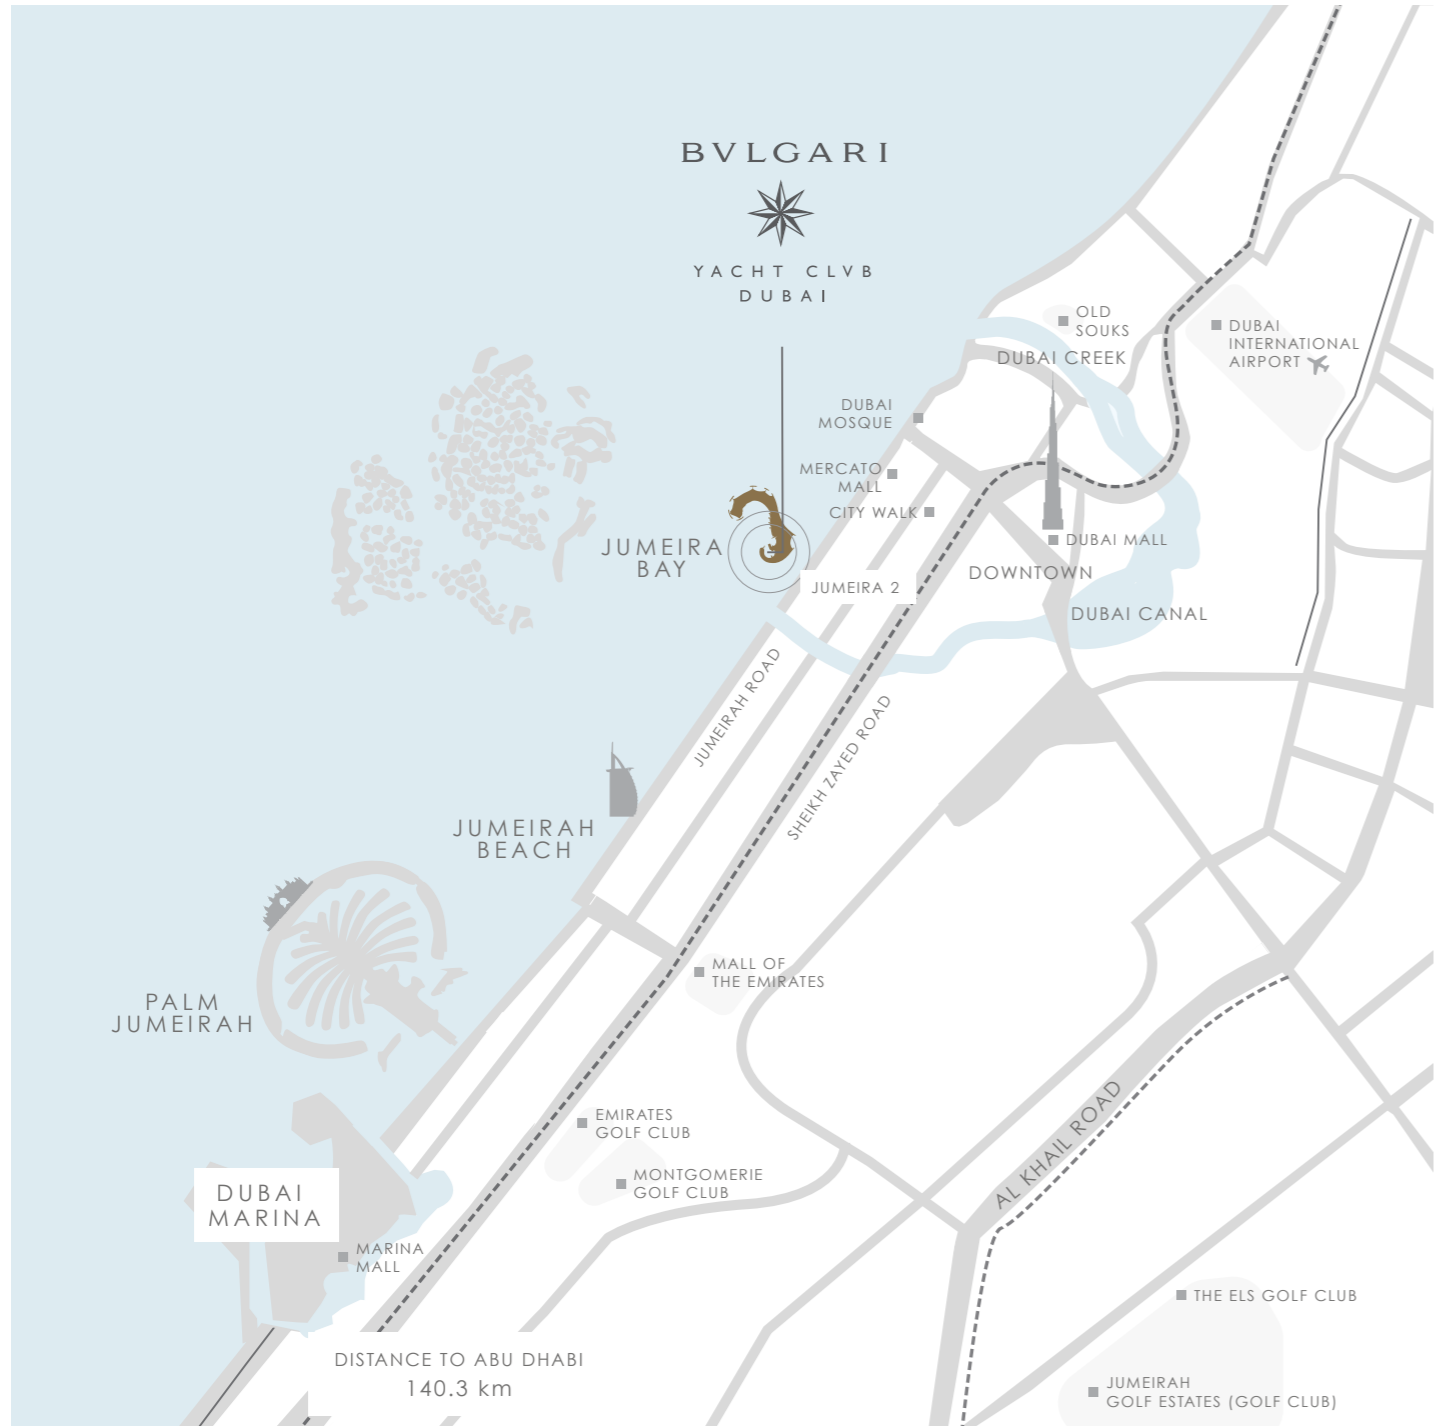 BVLGARI
YACHT CLVB
DUBAI
OLD
SOUKS
DUBAI CREEK
DUBAI
INTERNATIONAL
AIRPORT
DUBAI
MOSQUE
MERCATO
MALL
CITY WALK
DUBAI MALL
JUMEIRA
BAY
JUMEIRA 2
DOWNTOWN
DUBAI CANAL
JUMEIRAH ROAD
SHEIKH ZAYED ROAD
JUMEIRAH
BEACH
MALL OF
THE EMIRATES
PALM
JUMEIRAH
EMIRATES
GOLF CLUB
MONTGOMERIE
GOLF CLUB
AL KHAIL ROAD
DUBAI
MARINA
MARINA
MALL
THE ELS GOLF CLUB
DISTANCE TO ABU DHABI
140.3 km
JUMEIRAH
GOLF ESTATES (GOLF CLUB)